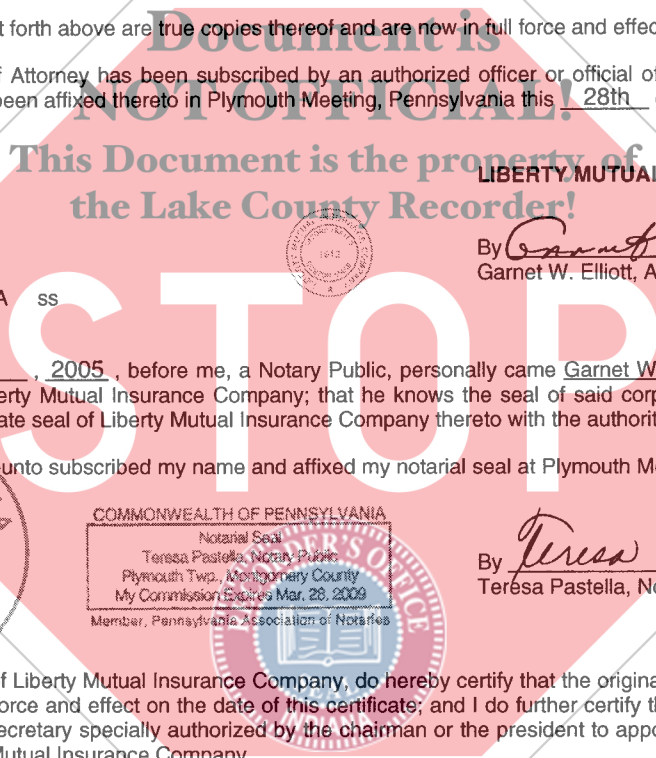 t forth above are true copies thereof and are now in full force and effec
Document is
f Attorney has been subscribed by an authorized officer or official of
NOT OFFICIAL!
een affixed thereto in Plymouth Meeting, Pennsylvania this 28th
This Document is the property of
LIBERTY MUTUAL
the Lake County Recorder!
1912
By
Garnet W. Elliott, A
A ss
STOP
, 2005 , before me, a Notary Public, personally came Garnet W
erty Mutual Insurance Company; that he knows the seal of said corp
ate seal of Liberty Mutual Insurance Company thereto with the authorit
unto subscribed my name and affixed my notarial seal at Plymouth Me
COMMONWEALTH OF PENNSYLVANIA
Notarial Seal
Teresa Pastella, Notary Public
Plymouth Twp., Montgomery County
My Commission Expires Mar. 28, 2009
Member, Pennsylvania Association of Notaries
By Teresa
Teresa Pastella, No
RECORDER'S OFFICE
SEAL
INDIANA
f Liberty Mutual Insurance Company, do hereby certify that the origina
orce and effect on the date of this certificate; and I do further certify th
ecretary specially authorized by the chairman or the president to appo
Mutual Insurance Company